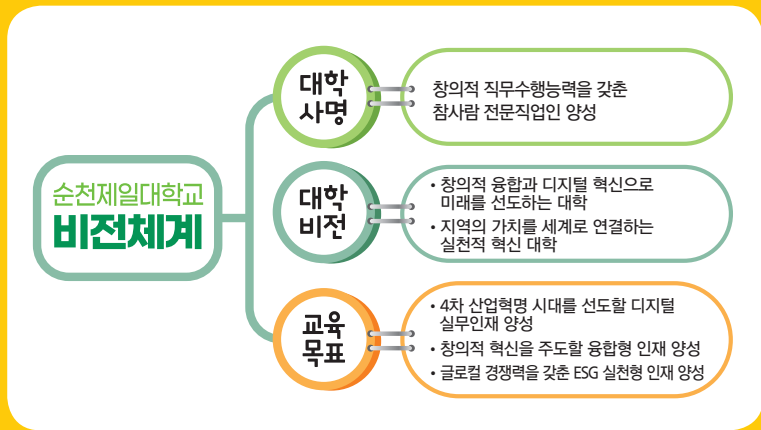 순천제일대학교
비전체계
대학
사명
창의적 직무수행능력을 갖춘
참사람 전문직업인 양성
대학
비전
• 창의적 융합과 디지털 혁신으로
미래를 선도하는 대학
• 지역의 가치를 세계로 연결하는
실천적 혁신 대학
교육
목표
• 4차 산업혁명 시대를 선도할 디지털
실무인재 양성
• 창의적 혁신을 주도할 융합형 인재 양성
• 글로컬 경쟁력을 갖춘 ESG 실천형 인재 양성